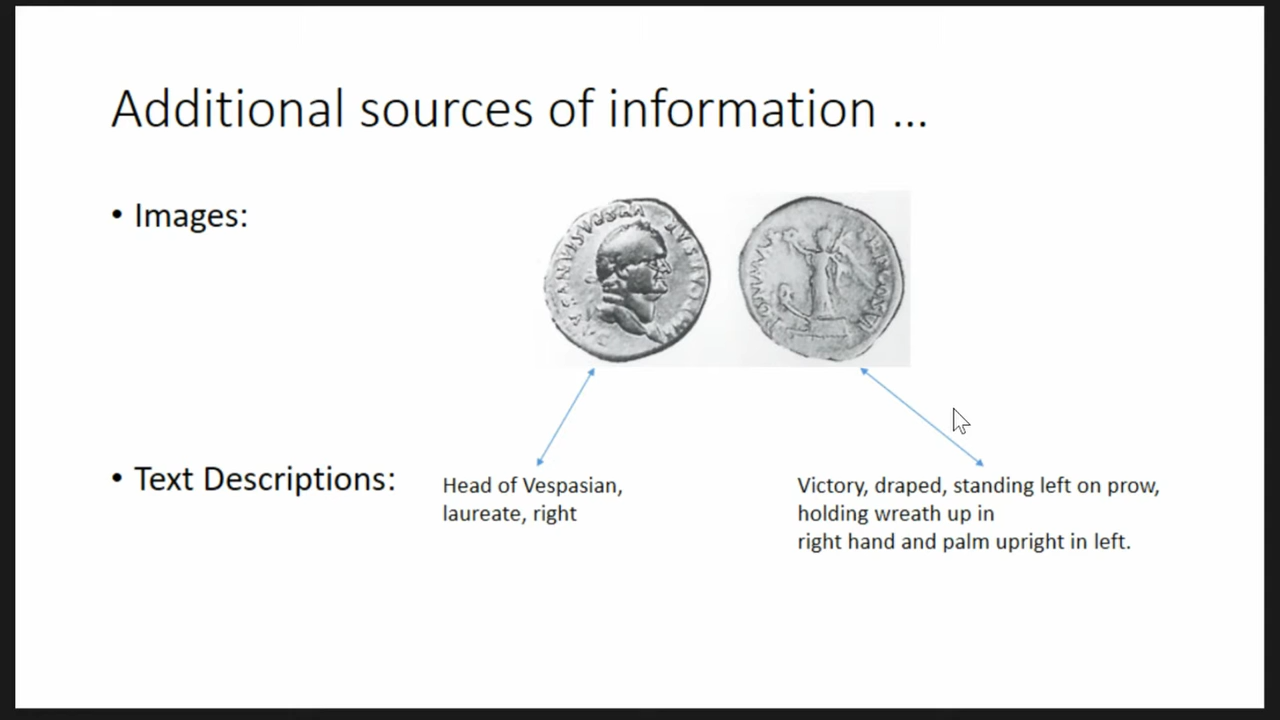 Additional sources of information ...
• Images:
• Text Descriptions:
Head of Vespasian,
laureate, right
Victory, draped, standing left on prow,
holding wreath up in
right hand and palm upright in left.